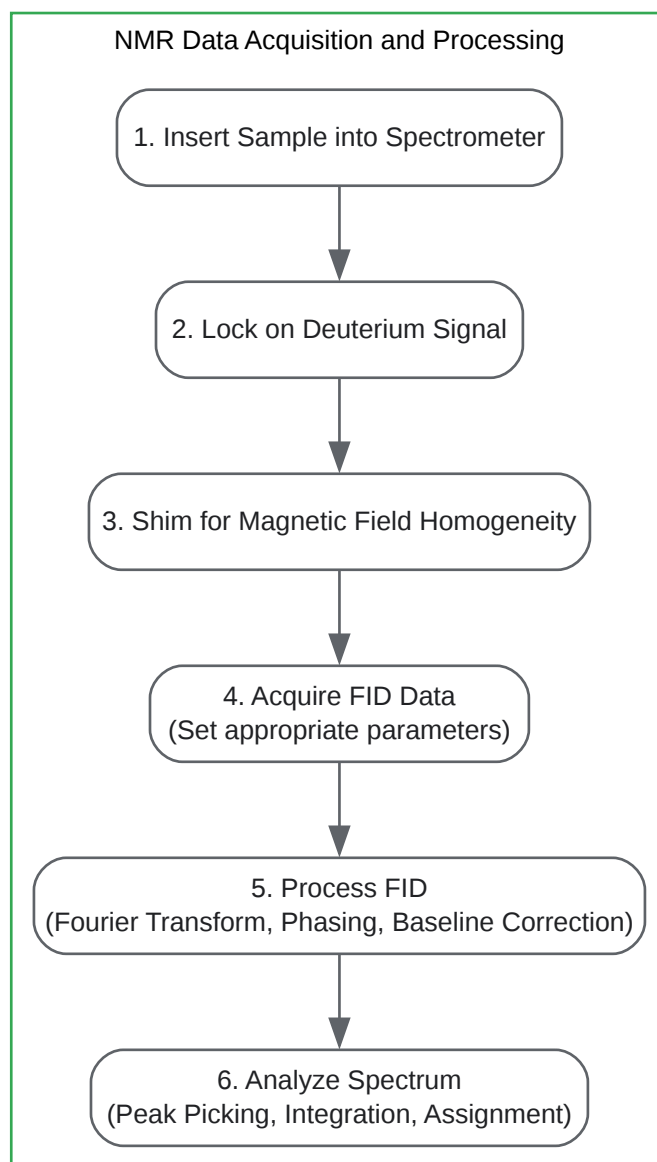 NMR Data Acquisition and Processing
1. Insert Sample into Spectrometer
2. Lock on Deuterium Signal
3. Shim for Magnetic Field Homogeneity
4. Acquire FID Data
(Set appropriate parameters)
5. Process FID
(Fourier Transform, Phasing, Baseline Correction)
6. Analyze Spectrum
(Peak Picking, Integration, Assignment)